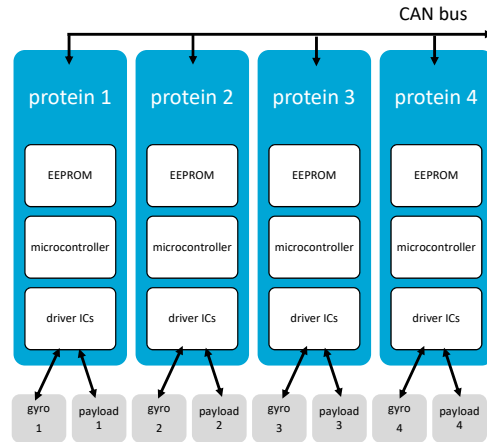 CAN bus
protein 1
protein 2
protein 3
protein 4
EEPROM
EEPROM
EEPROM
EEPROM
microcontroller
microcontroller
microcontroller
microcontroller
driver ICs
driver ICs
driver ICs
driver ICs
gyro
1
payload
1
gyro
2
payload
2
gyro
3
payload
3
gyro
4
payload
4